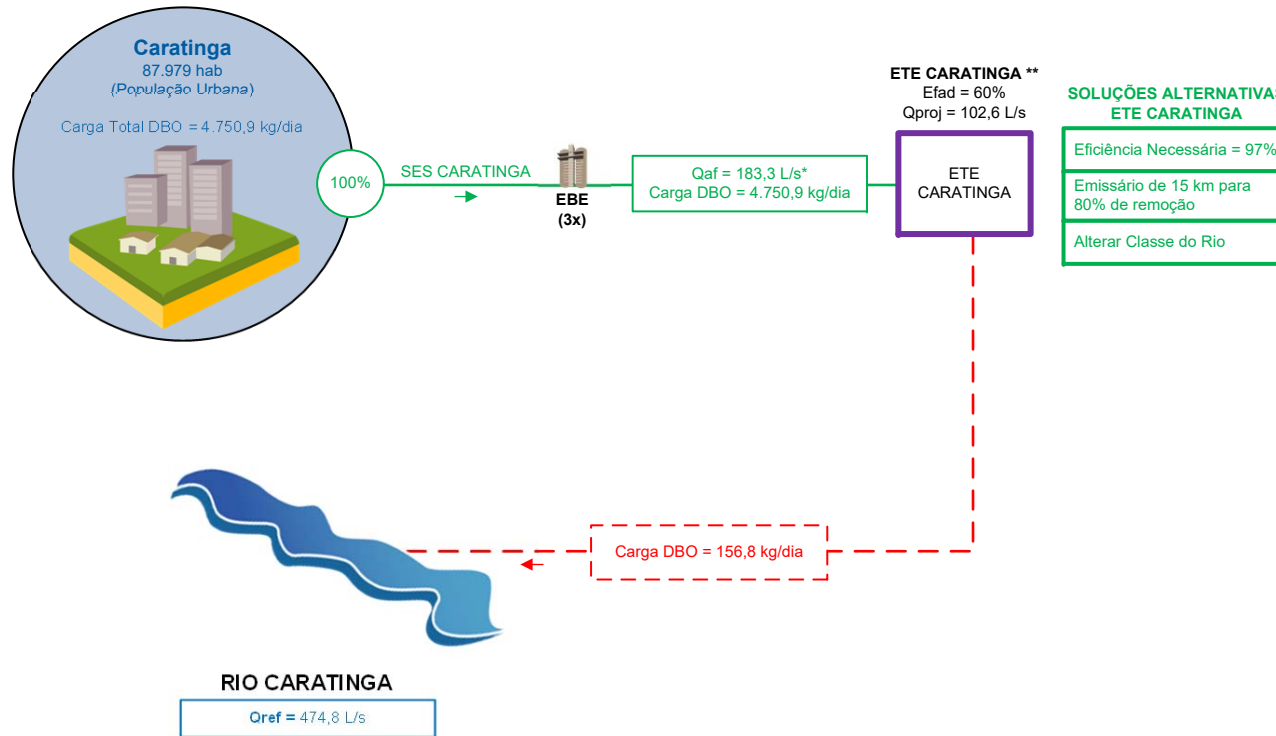 Caratinga
87.979 hab
(População Urbana)
Carga Total DBO = 4.750,9 kg/dia
100%
SES CARATINGA
EBE
(3x)
Qaf = 183,3 L/s*
Carga DBO = 4.750,9 kg/dia
ETE CARATINGA **
Efad = 60%
Qproj = 102,6 L/s
ETE
CARATINGA
SOLUÇÕES ALTERNATIVAS
ETE CARATINGA
Eficiência Necessária = 97%
Emissário de 15 km para
80% de remoção
Alterar Classe do Rio
Carga DBO = 156,8 kg/dia
RIO CARATINGA
Qref = 474,8 L/s